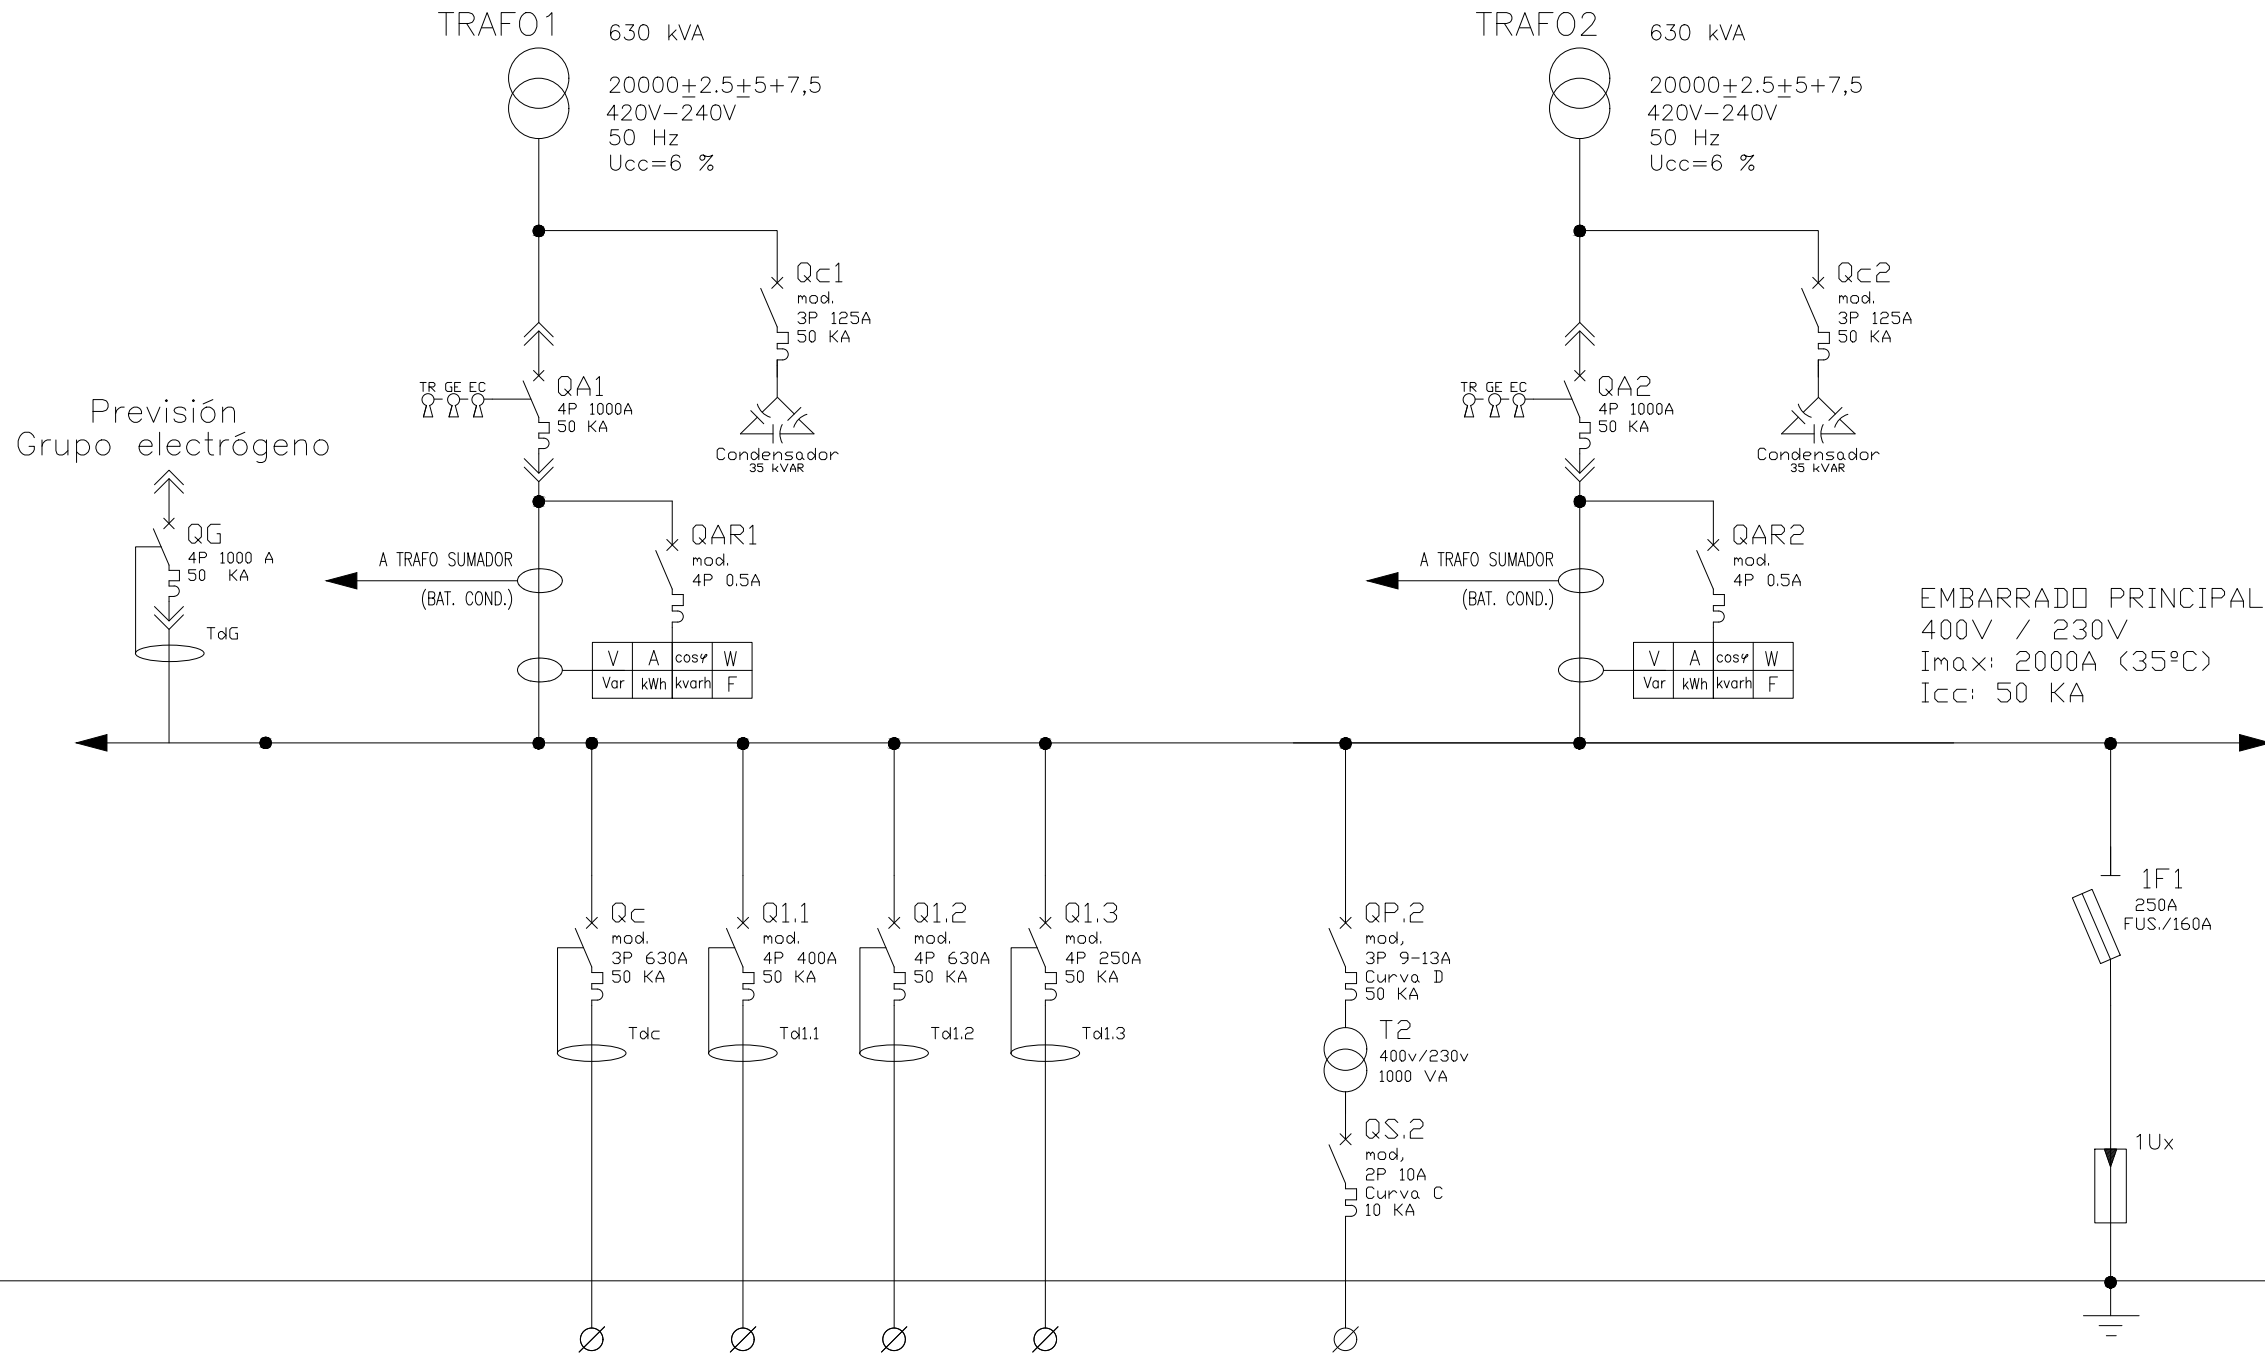 TRAFO1
630 kVA
20000±2.5±5+7,5
420V-240V
50 Hz
Ucc=6 %
TRAFO2
630 kVA
20000±2.5±5+7,5
420V-240V
50 Hz
Ucc=6 %
Qc1
mod.
3P 125A
50 KA
Qc2
mod.
3P 125A
50 KA
TR GE EC
QA1
4P 1000A
50 KA
TR GE EC
QA2
4P 1000A
50 KA
Previsión
Grupo electrógeno
Condensador
35 kVAR
Condensador
35 kVAR
QG
4P 1000 A
50 KA
TdG
A TRAFO SUMADOR
(BAT. COND.)
QAR1
mod.
4P 0.5A
A TRAFO SUMADOR
(BAT. COND.)
QAR2
mod.
4P 0.5A
V A cosφ W
Var kWh kvarh F
V A cosφ W
Var kWh kvarh F
EMBARRADO PRINCIPAL
400V / 230V
Imax: 2000A (35ºC)
Icc: 50 KA
Qc
mod.
3P 630A
50 KA
Tdc
Q1.1
mod.
4P 400A
50 KA
Td1.1
Q1.2
mod.
4P 630A
50 KA
Td1.2
Q1.3
mod.
4P 250A
50 KA
Td1.3
QP.2
mod,
3P 9-13A
Curva D
50 KA
T2
400v/230v
1000 VA
QS.2
mod,
2P 10A
Curva C
10 KA
1F1
250A
FUS./160A
1Ux